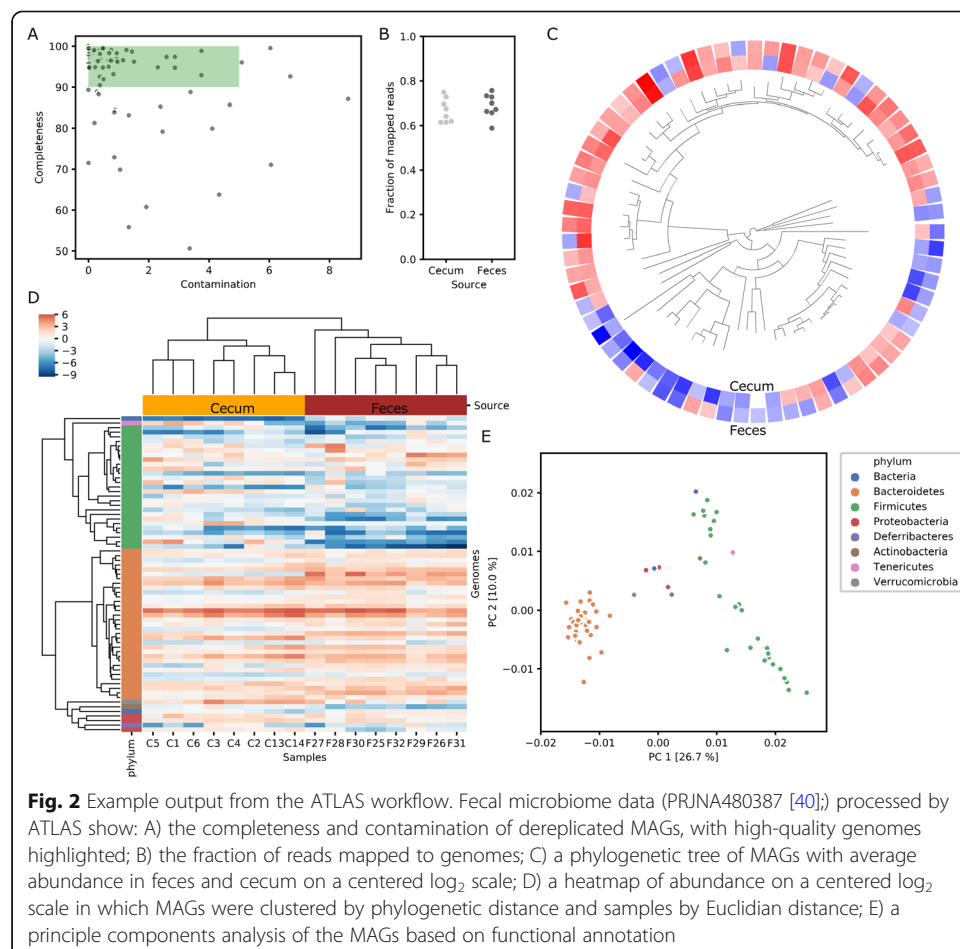 A
100
90
80
70
60
50
Completeness
0
2
4
6
8
Contamination
B
1.0
0.8
0.6
0.4
0.2
0.0
Fraction of mapped reads
Cecum
Feces
Source
C
Cecum
Feces
D
6
3
0
−3
−6
−9
Cecum
Feces
Source
Genomes
phylum
C5 C1 C6 C3 C4 C2 C13 C14 F27 F28 F30 F25 F32 F29 F26 F31
Samples
E
0.02
0.01
0.00
−0.01
PC 2 [10.0 %]
−0.02
−0.01
0.00
0.01
0.02
PC 1 [26.7 %]
phylum
Bacteria
Bacteroidetes
Firmicutes
Proteobacteria
Deferribacteres
Actinobacteria
Tenericutes
Verrucomicrobia
Fig. 2 Example output from the ATLAS workflow. Fecal microbiome data (PRJNA480387 [40];) processed by
ATLAS show: A) the completeness and contamination of dereplicated MAGs, with high-quality genomes
highlighted; B) the fraction of reads mapped to genomes; C) a phylogenetic tree of MAGs with average
abundance in feces and cecum on a centered log2 scale; D) a heatmap of abundance on a centered log2
scale in which MAGs were clustered by phylogenetic distance and samples by Euclidian distance; E) a
principle components analysis of the MAGs based on functional annotation